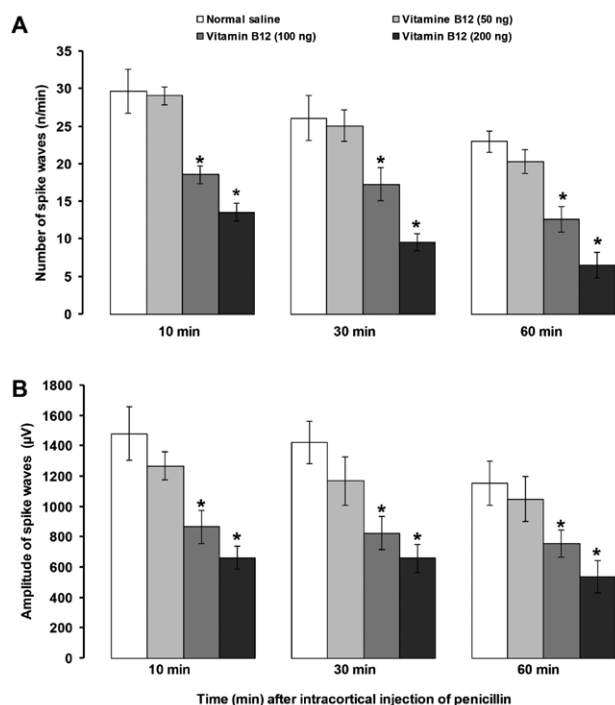 Normal saline Vitamine B12 (50 ng)
Vitamin B12 (100 ng) Vitamin B12 (200 ng)
A
35
30
25
20
15
10
5
0
Number of spike waves (n/min)
* * * * * *
10 min 30 min 60 min
B
1800
1600
1400
1200
1000
800
600
400
200
0
Amplitude of spike waves (µV)
* * * * * *
10 min 30 min 60 min
Time (min) after intracortical injection of penicillin